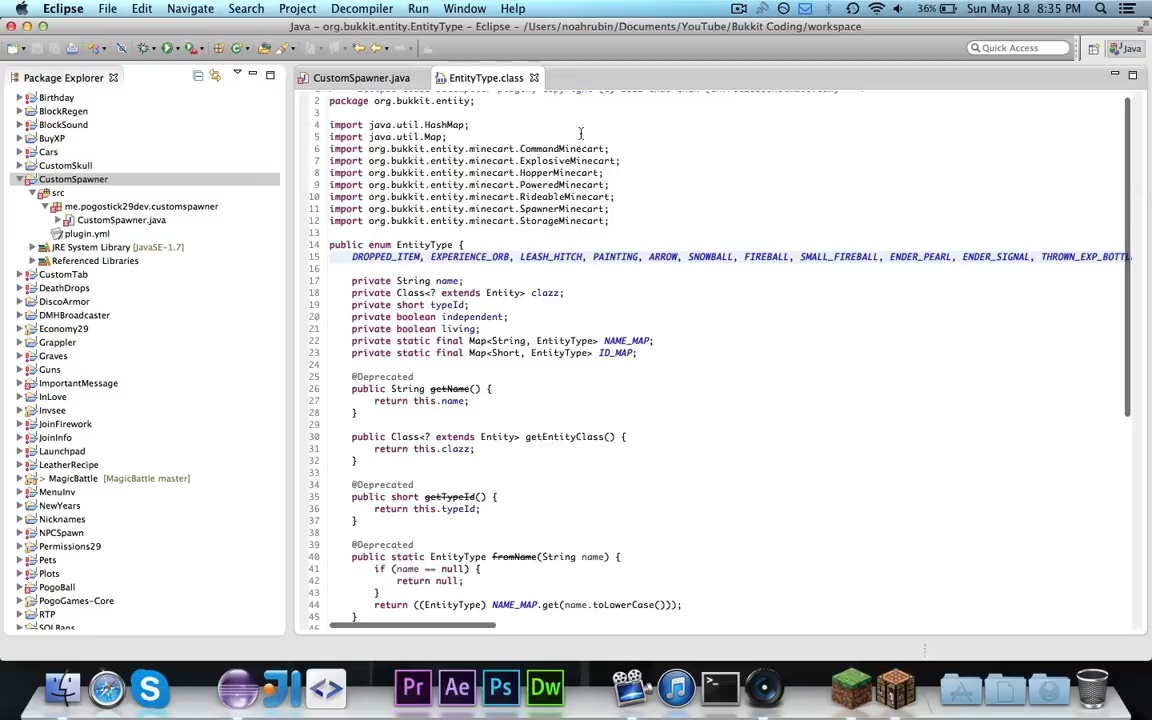 Eclipse File Edit Navigate Search Project Decompiler Run Window Help 36% Sun May 18 8:35 PM
Java – org.bukkit.entity.EntityType – Eclipse – /Users/noahrubin/Documents/YouTube/Bukkit Coding/workspace
Quick Access Java
Package Explorer
Birthday
BlockRegen
BlockSound
BuyXP
Cars
CustomSkull
CustomSpawner
src
me.pogostick29dev.customspawner
CustomSpawner.java
plugin.yml
JRE System Library [JavaSE-1.7]
Referenced Libraries
CustomTab
DeathDrops
DiscoArmor
DMHBroadcaster
Economy29
Grappler
Graves
Guns
ImportantMessage
InLove
Invsee
JoinFirework
JoinInfo
Launchpad
LeatherRecipe
> MagicBattle [MagicBattle master]
MenuInv
NewYears
Nicknames
NPCSpawn
Permissions29
Pets
Plots
PogoBall
PogoGames-Core
RTP
SQLBans
CustomSpawner.java EntityType.class
2 package org.bukkit.entity;
3
4 import java.util.HashMap;
5 import java.util.Map;
6 import org.bukkit.entity.minecart.CommandMinecart;
7 import org.bukkit.entity.minecart.ExplosiveMinecart;
8 import org.bukkit.entity.minecart.HopperMinecart;
9 import org.bukkit.entity.minecart.PoweredMinecart;
10 import org.bukkit.entity.minecart.RideableMinecart;
11 import org.bukkit.entity.minecart.SpawnerMinecart;
12 import org.bukkit.entity.minecart.StorageMinecart;
13
14 public enum EntityType {
15 DROPPED_ITEM, EXPERIENCE_ORB, LEASH_HITCH, PAINTING, ARROW, SNOWBALL, FIREBALL, SMALL_FIREBALL, ENDER_PEARL, ENDER_SIGNAL, THROWN_EXP_BOTTL
16
17 private String name;
18 private Class<? extends Entity> clazz;
19 private short typeId;
20 private boolean independent;
21 private boolean living;
22 private static final Map<String, EntityType> NAME_MAP;
23 private static final Map<Short, EntityType> ID_MAP;
24
25 @Deprecated
26 public String getName() {
27 return this.name;
28 }
29
30 public Class<? extends Entity> getEntityClass() {
31 return this.clazz;
32 }
33
34 @Deprecated
35 public short getTypeId() {
36 return this.typeId;
37 }
38
39 @Deprecated
40 public static EntityType fromName(String name) {
41 if (name == null) {
42 return null;
43 }
44 return ((EntityType) NAME_MAP.get(name.toLowerCase()));
45 }
46
Pr Ae Ps Dw